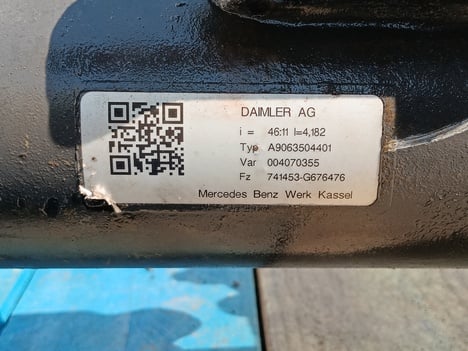 DAIMLER AG
i = 46:11 I=4,182
Typ A9063504401
Var 004070355
Fz 741453-G676476
Mercedes Benz Werk Kassel